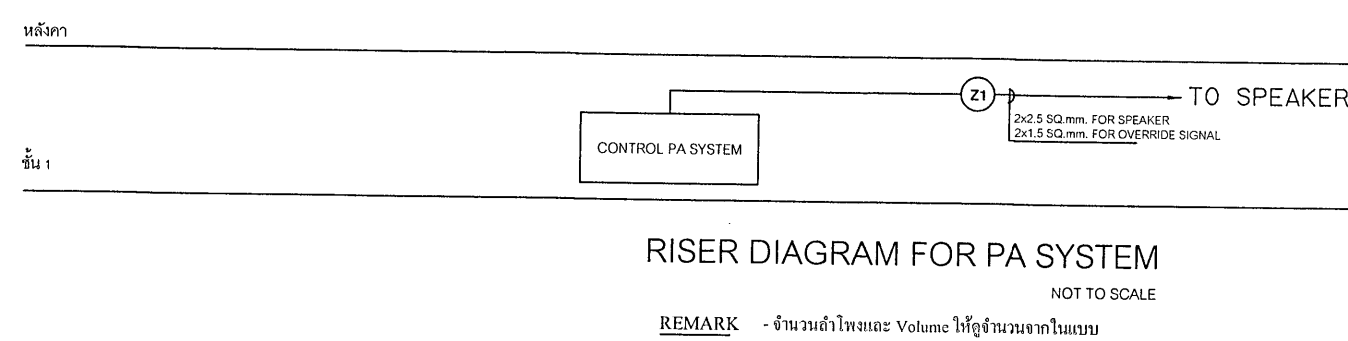 หลังคา
Z1
TO SPEAKER
2x2.5 SQ.mm. FOR SPEAKER
2x1.5 SQ.mm. FOR OVERRIDE SIGNAL
CONTROL PA SYSTEM
ชั้น 1
RISER DIAGRAM FOR PA SYSTEM
NOT TO SCALE
REMARK - จำนวนลำโพงและ Volume ให้ดูจำนวนจากในแบบ